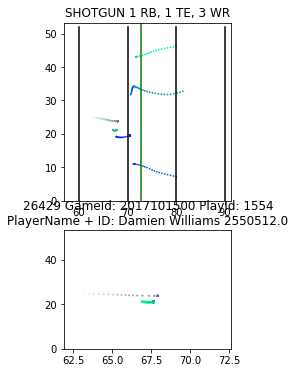 SHOTGUN 1 RB, 1 TE, 3 WR
50
40
30
20
10
0
60 70 80 90
26429 GameId: 2017101500 PlayId: 1554
PlayerName + ID: Damien Williams 2550512.0
40
20
0
62.5 65.0 67.5 70.0 72.5